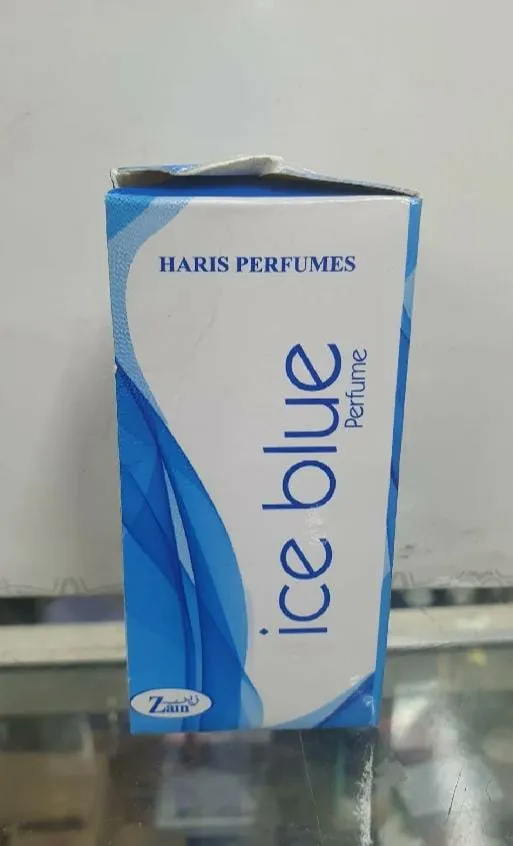 HARIS PERFUMES
ice blue
Perfume
Zain